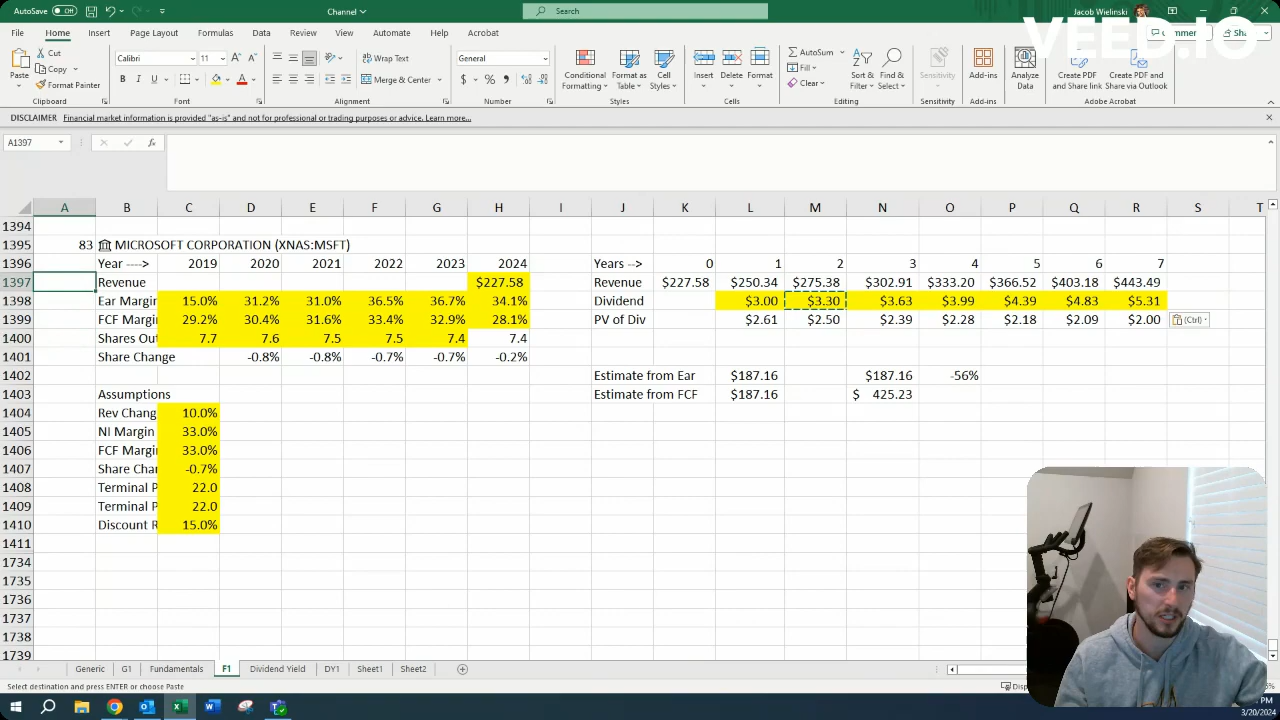 AutoSave Off Channel Search Jacob Wielinski
VEED.IO
File Home Insert Page Layout Formulas Data Review View Automate Help Acrobat Comments
Paste
Cut
Copy
Format Painter
Clipboard
Calibri 11
B I U
Font
Wrap Text
Merge & Center
Alignment
General
$ % ,
Number
Conditional Formatting
Format as Table
Cell Styles
Styles
Insert Delete Format
Cells
AutoSum
Fill
Clear
Sort & Filter
Find & Select
Editing
Sensitivity
Sensitivity
Add-ins
Add-ins
Analyze Data
Create PDF and Share link
Create PDF and Share via Outlook
Adobe Acrobat
DISCLAIMER Financial market information is provided "as-is" and not for professional or trading purposes or advice. Learn more...
A1397 fx
A B C D E F G H I J K L M N O P Q R S T
1394
1395 83 MICROSOFT CORPORATION (XNAS:MSFT)
1396 Year ----> 2019 2020 2021 2022 2023 2024 Years --> 0 1 2 3 4 5 6 7
1397 Revenue $227.58 Revenue $227.58 $250.34 $275.38 $302.91 $333.20 $366.52 $403.18 $443.49
1398 Ear Margin 15.0% 31.2% 31.0% 36.5% 36.7% 34.1% Dividend $3.00 $3.30 $3.63 $3.99 $4.39 $4.83 $5.31
1399 FCF Margin 29.2% 30.4% 31.6% 33.4% 32.9% 28.1% PV of Div $2.61 $2.50 $2.39 $2.28 $2.18 $2.09 $2.00 (Ctrl)
1400 Shares Out 7.7 7.6 7.5 7.5 7.4 7.4
1401 Share Change -0.8% -0.8% -0.7% -0.7% -0.2%
1402 Estimate from Ear $187.16 $187.16 -56%
1403 Assumptions Estimate from FCF $187.16 $ 425.23
1404 Rev Chang 10.0%
1405 NI Margin 33.0%
1406 FCF Margi 33.0%
1407 Share Char -0.7%
1408 Terminal P 22.0
1409 Terminal P 22.0
1410 Discount R 15.0%
1411
1734
1735
1736
1737
1738
1739
Generic G1 Fundamentals F1 Dividend Yield DY1 Sheet1 Sheet2
Select destination and press ENTER or choose Paste
3/20/2024